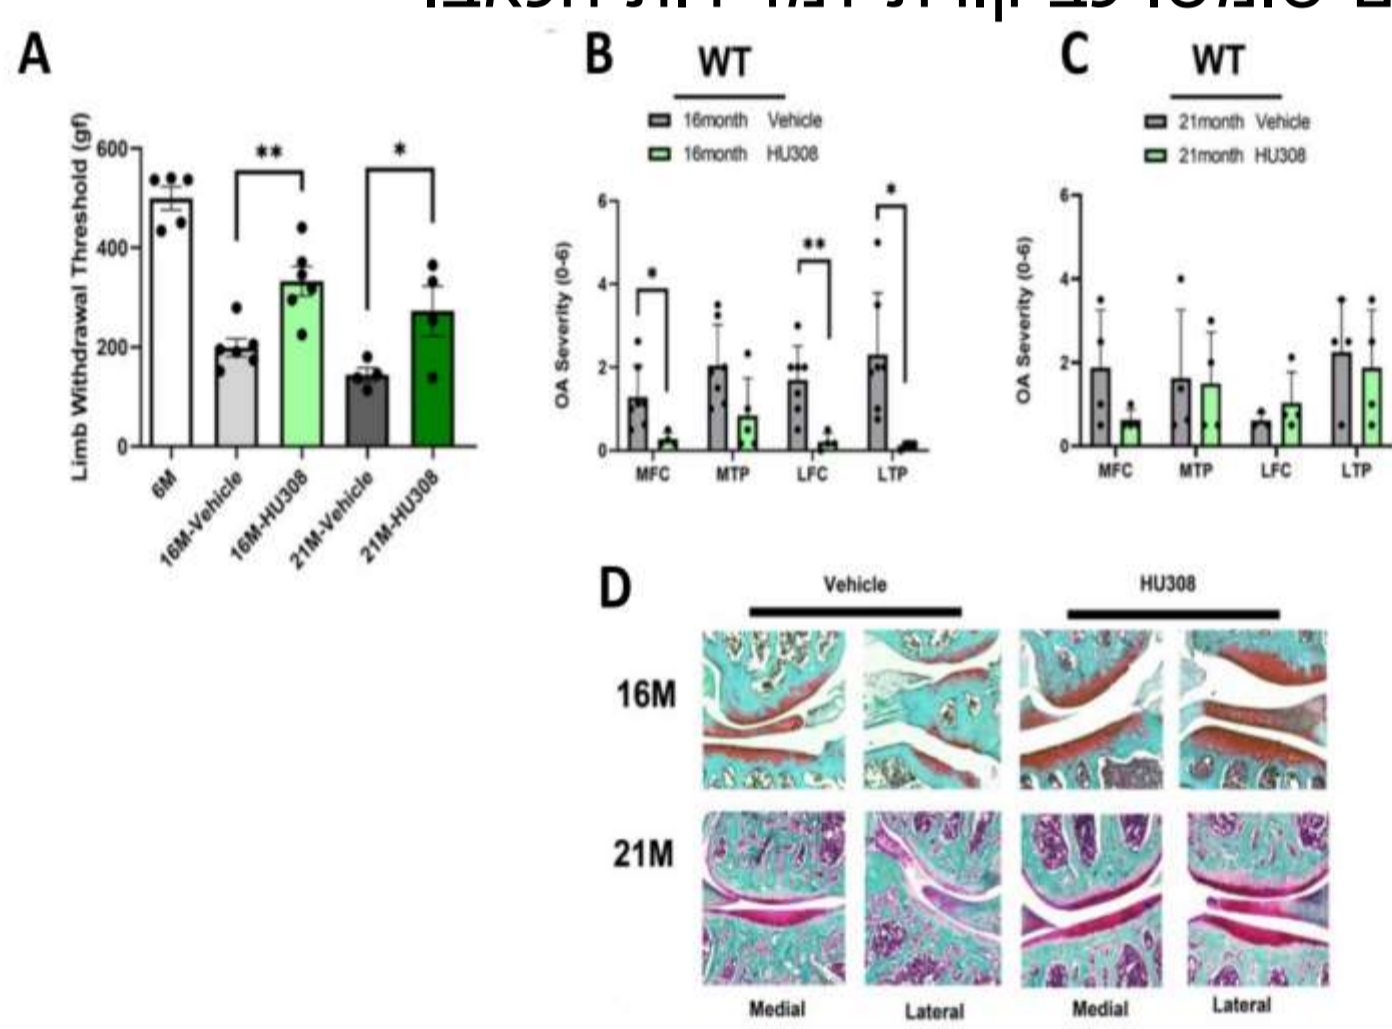 A
Limb Withdrawal Threshold (gf)
600
400
200
0
6M
16M-Vehicle
16M-HU308
21M-Vehicle
21M-HU308
**
*
B
WT
16month Vehicle
16month HU308
OA Severity (0-6)
6
4
2
0
*
**
*
MFC MTP LFC LTP
C
WT
21month Vehicle
21month HU308
OA Severity (0-6)
6
4
2
0
MFC MTP LFC LTP
D
Vehicle HU308
16M
21M
Medial Lateral Medial Lateral